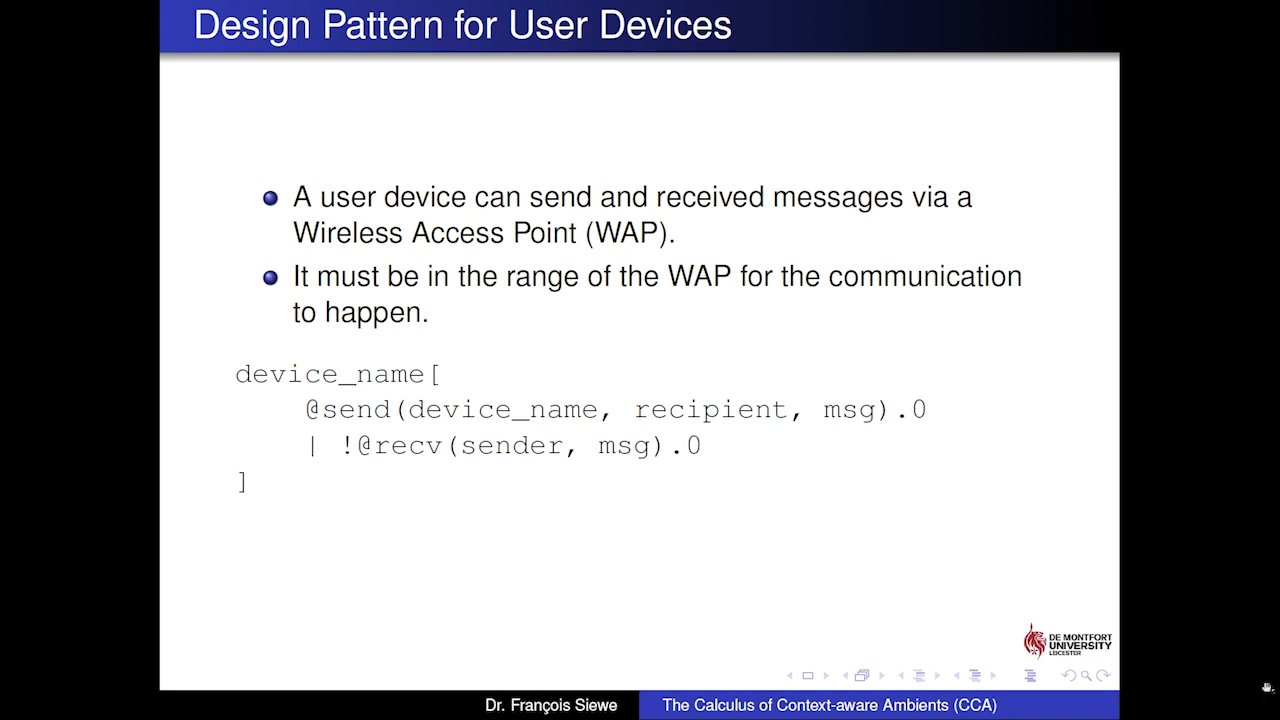 Design Pattern for User Devices
A user device can send and received messages via a
Wireless Access Point (WAP).
It must be in the range of the WAP for the communication
to happen.
device_name[
@send(device_name, recipient, msg).0
| !@recv(sender, msg).0
]
DE MONTFORT
UNIVERSITY
LEICESTER
Dr. François Siewe
The Calculus of Context-aware Ambients (CCA)